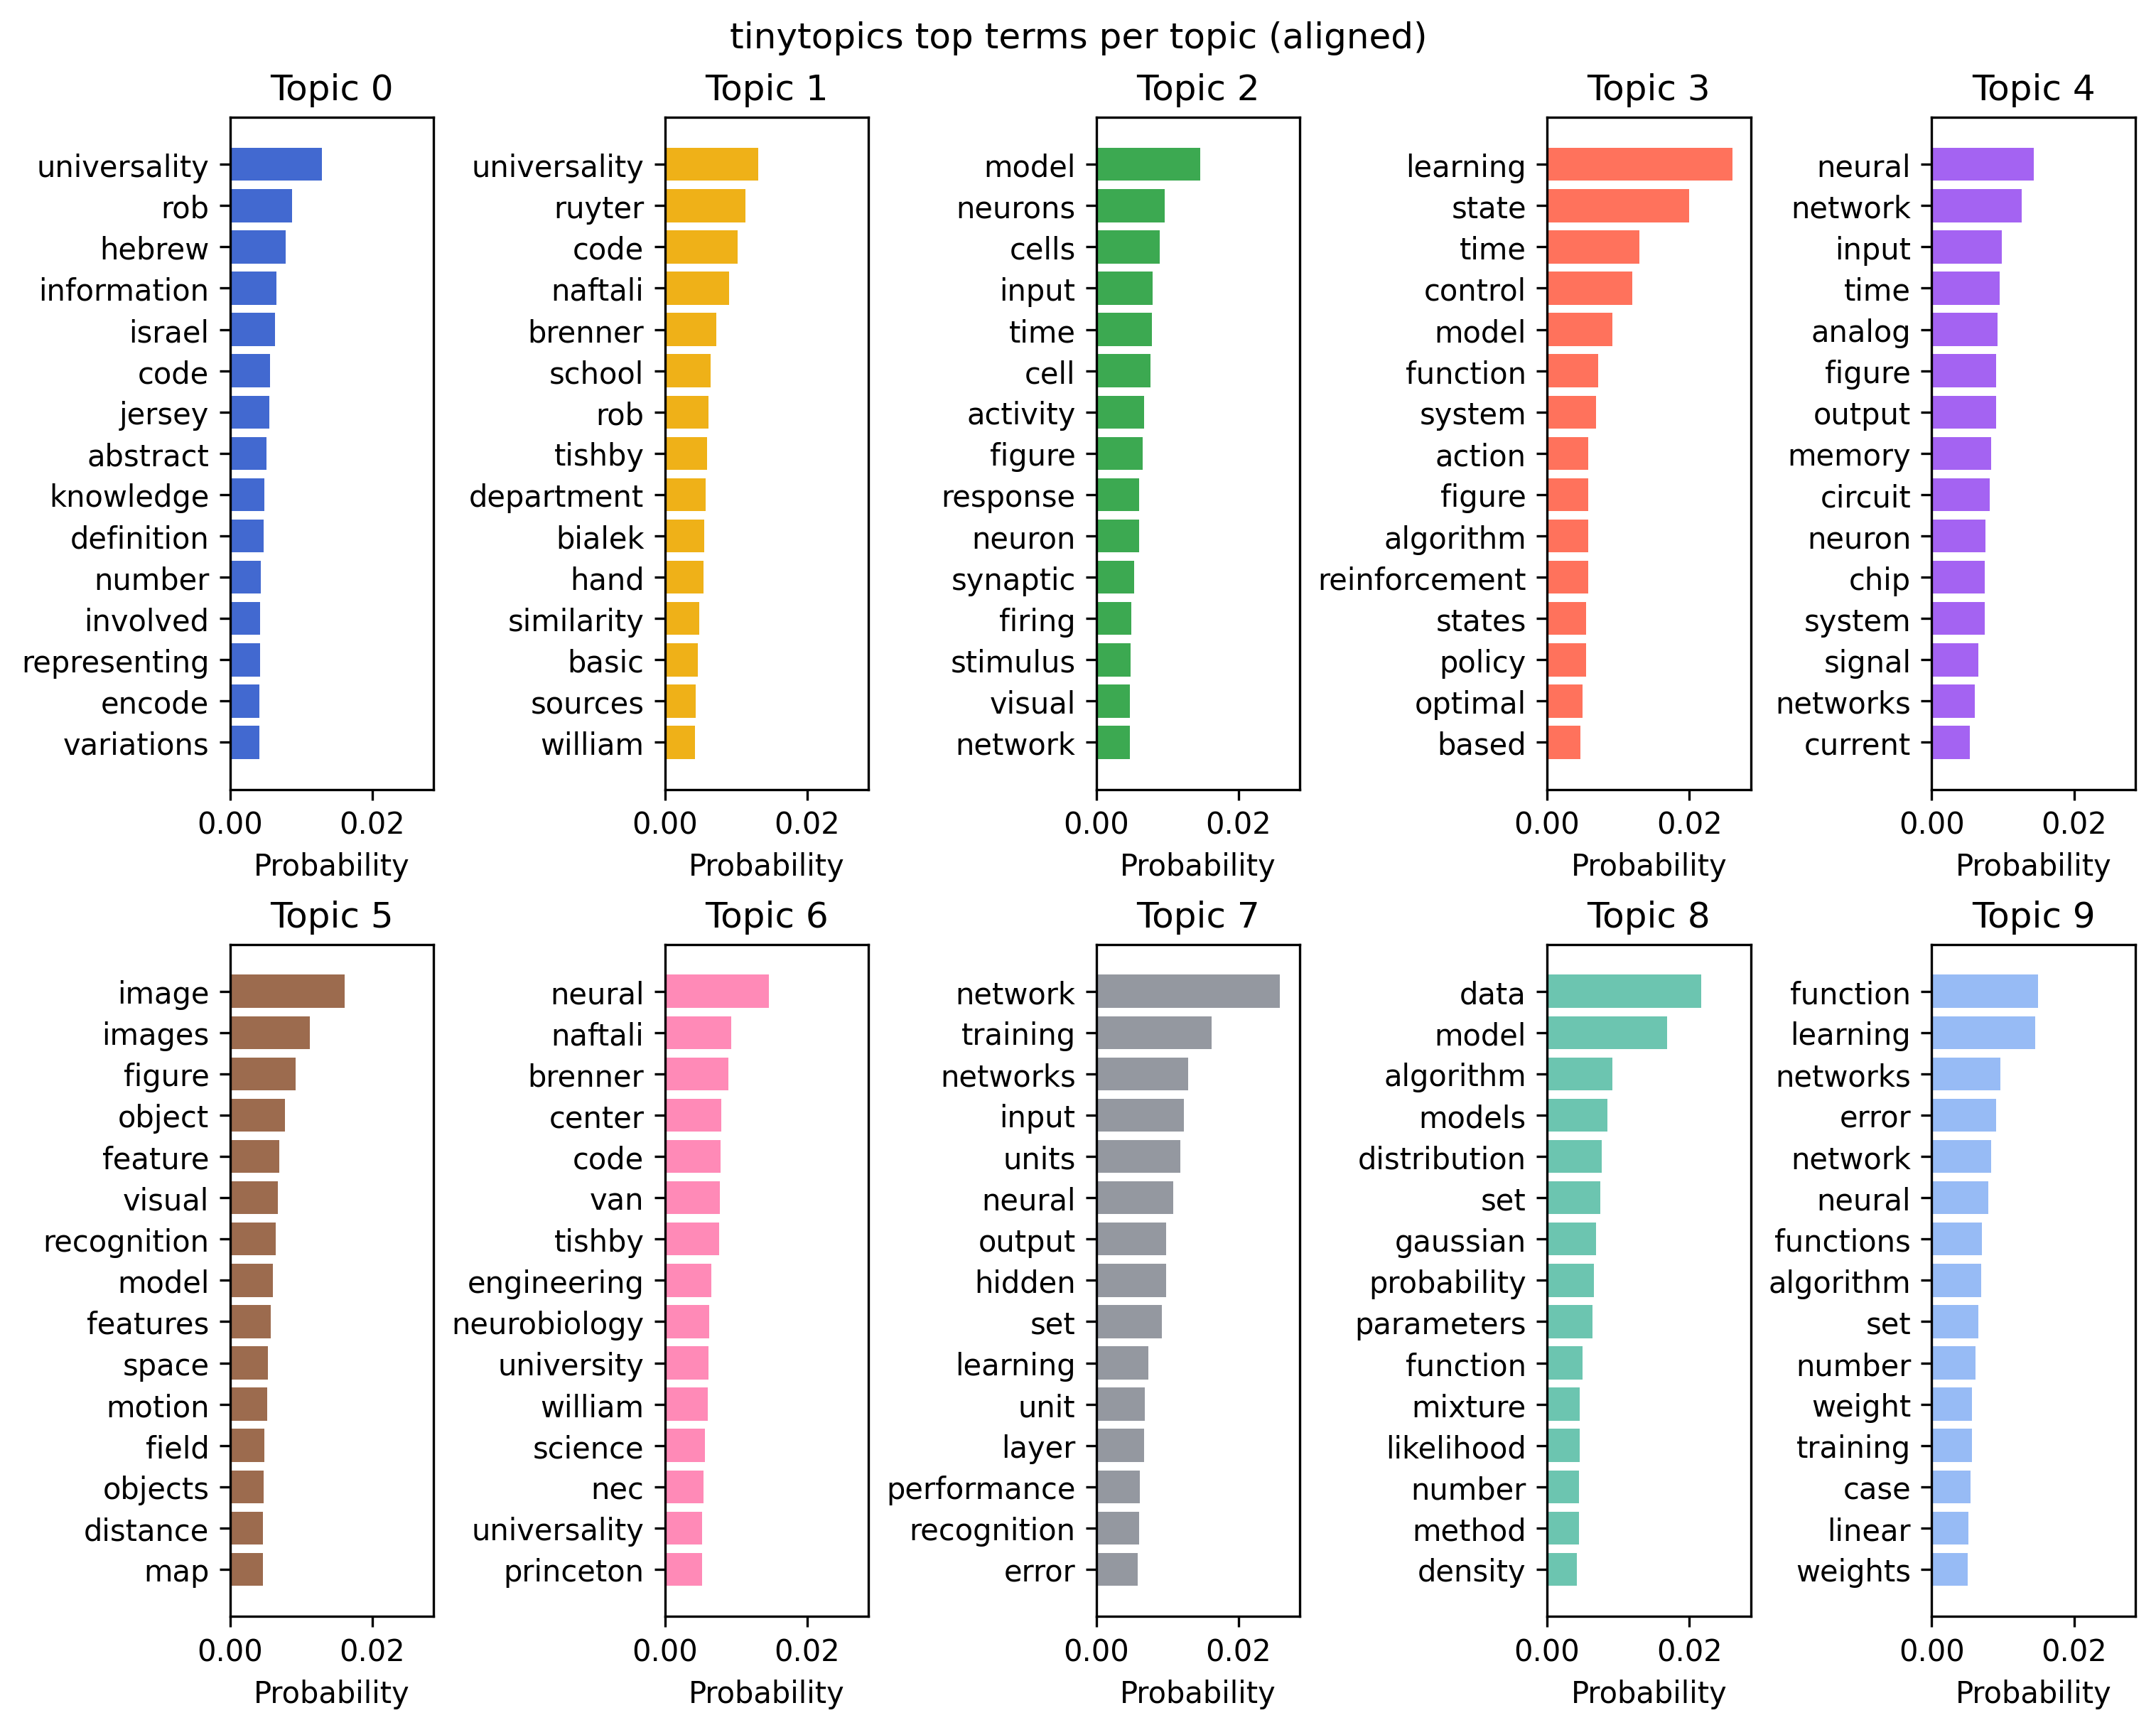 tinytopics top terms per topic (aligned)
Topic 0
universality
rob
hebrew
information
israel
code
jersey
abstract
knowledge
definition
number
involved
representing
encode
variations
0.00 0.02
Probability
Topic 1
universality
ruyter
code
naftali
brenner
school
rob
tishby
department
bialek
hand
similarity
basic
sources
william
0.00 0.02
Probability
Topic 2
model
neurons
cells
input
time
cell
activity
figure
response
neuron
synaptic
firing
stimulus
visual
network
0.00 0.02
Probability
Topic 3
learning
state
time
control
model
function
system
action
figure
algorithm
reinforcement
states
policy
optimal
based
0.00 0.02
Probability
Topic 4
neural
network
input
time
analog
figure
output
memory
circuit
neuron
chip
system
signal
networks
current
0.00 0.02
Probability
Topic 5
image
images
figure
object
feature
visual
recognition
model
features
space
motion
field
objects
distance
map
0.00 0.02
Probability
Topic 6
neural
naftali
brenner
center
code
van
tishby
engineering
neurobiology
university
william
science
nec
universality
princeton
0.00 0.02
Probability
Topic 7
network
training
networks
input
units
neural
output
hidden
set
learning
unit
layer
performance
recognition
error
0.00 0.02
Probability
Topic 8
data
model
algorithm
models
distribution
set
gaussian
probability
parameters
function
mixture
likelihood
number
method
density
0.00 0.02
Probability
Topic 9
function
learning
networks
error
network
neural
functions
algorithm
set
number
weight
training
case
linear
weights
0.00 0.02
Probability